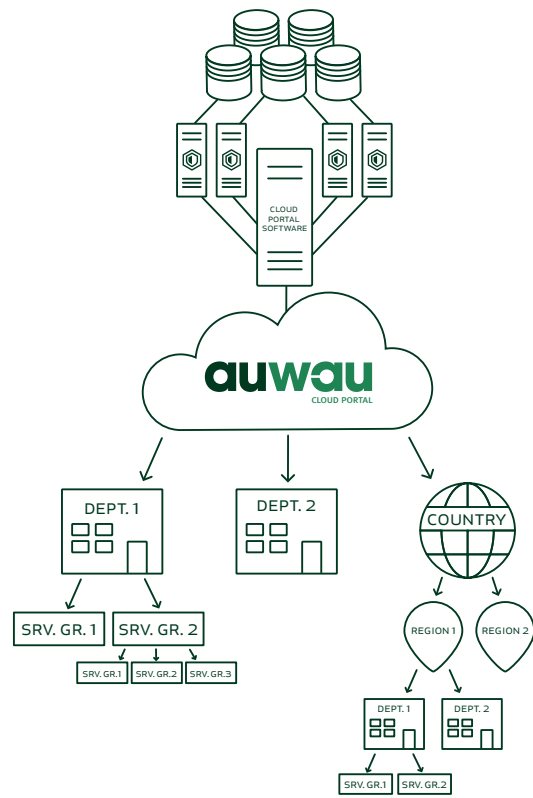 CLOUD
PORTAL
SOFTWARE
auwau
CLOUD PORTAL
DEPT. 1
DEPT. 2
COUNTRY
SRV. GR. 1
SRV. GR. 2
REGION 1
REGION 2
SRV. GR.1
SRV. GR.2
SRV. GR.3
DEPT. 1
DEPT. 2
SRV. GR.1
SRV. GR.2